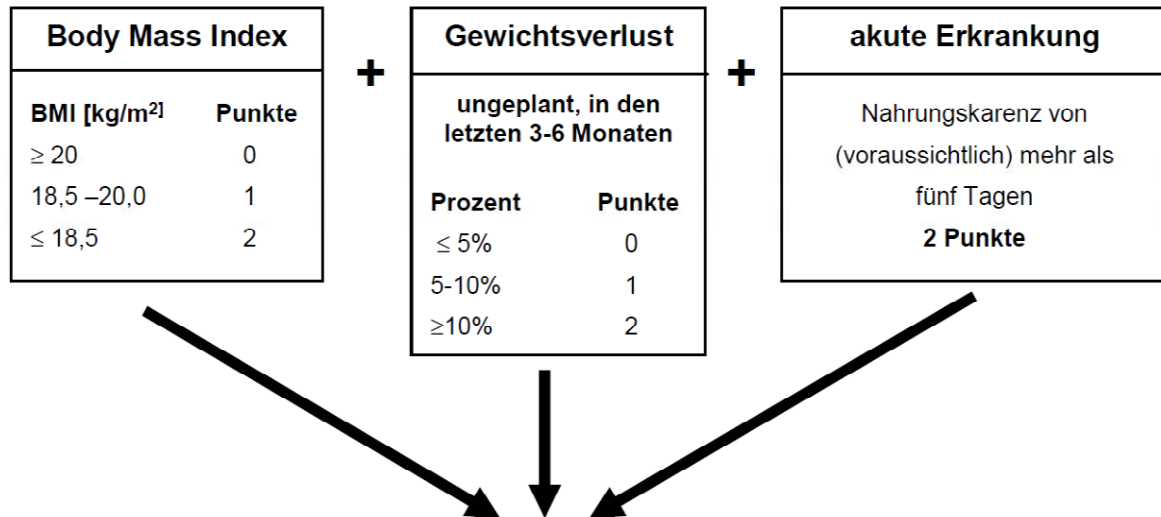 Body Mass Index
BMI [kg/m²] Punkte
≥ 20 0
18,5 –20,0 1
≤ 18,5 2
+
Gewichtsverlust
ungeplant, in den
letzten 3-6 Monaten
Prozent Punkte
≤ 5% 0
5-10% 1
≥10% 2
+
akute Erkrankung
Nahrungskarenz von
(voraussichtlich) mehr als
fünf Tagen
2 Punkte